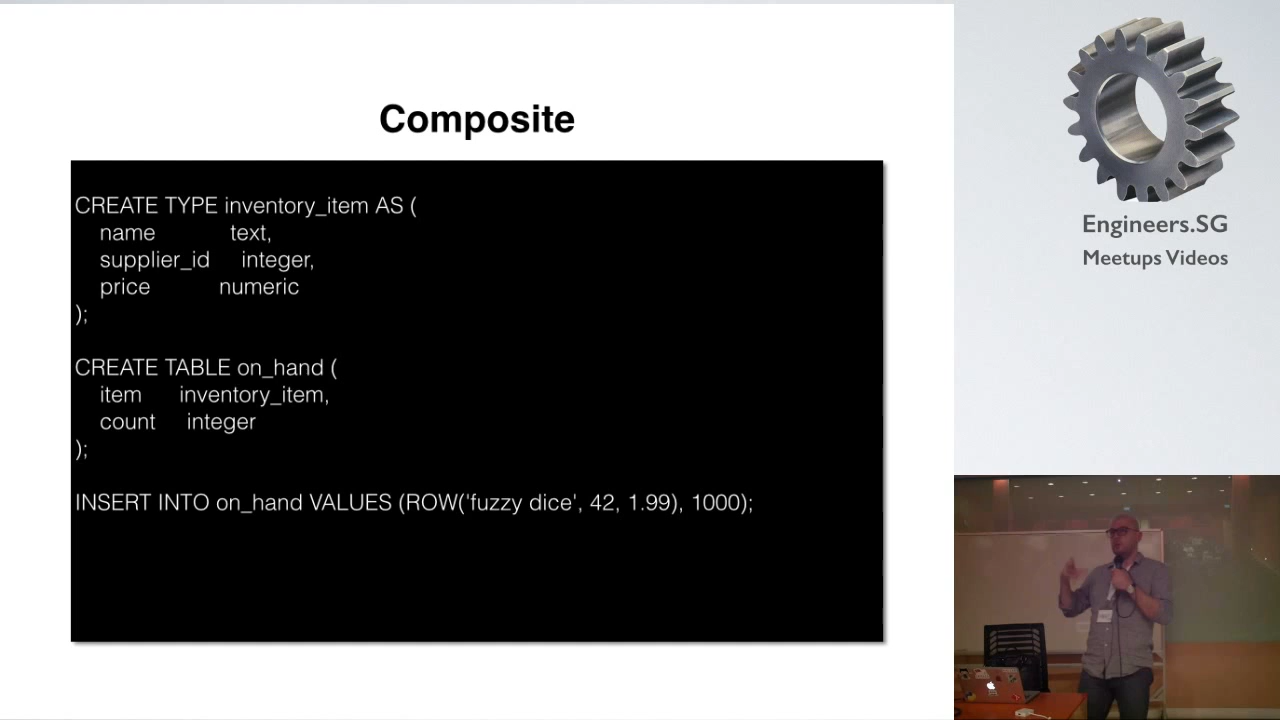 Composite
CREATE TYPE inventory_item AS (
name text,
supplier_id integer,
price numeric
);
CREATE TABLE on_hand (
item inventory_item,
count integer
);
INSERT INTO on_hand VALUES (ROW('fuzzy dice', 42, 1.99), 1000);
Engineers.SG
Meetups Videos